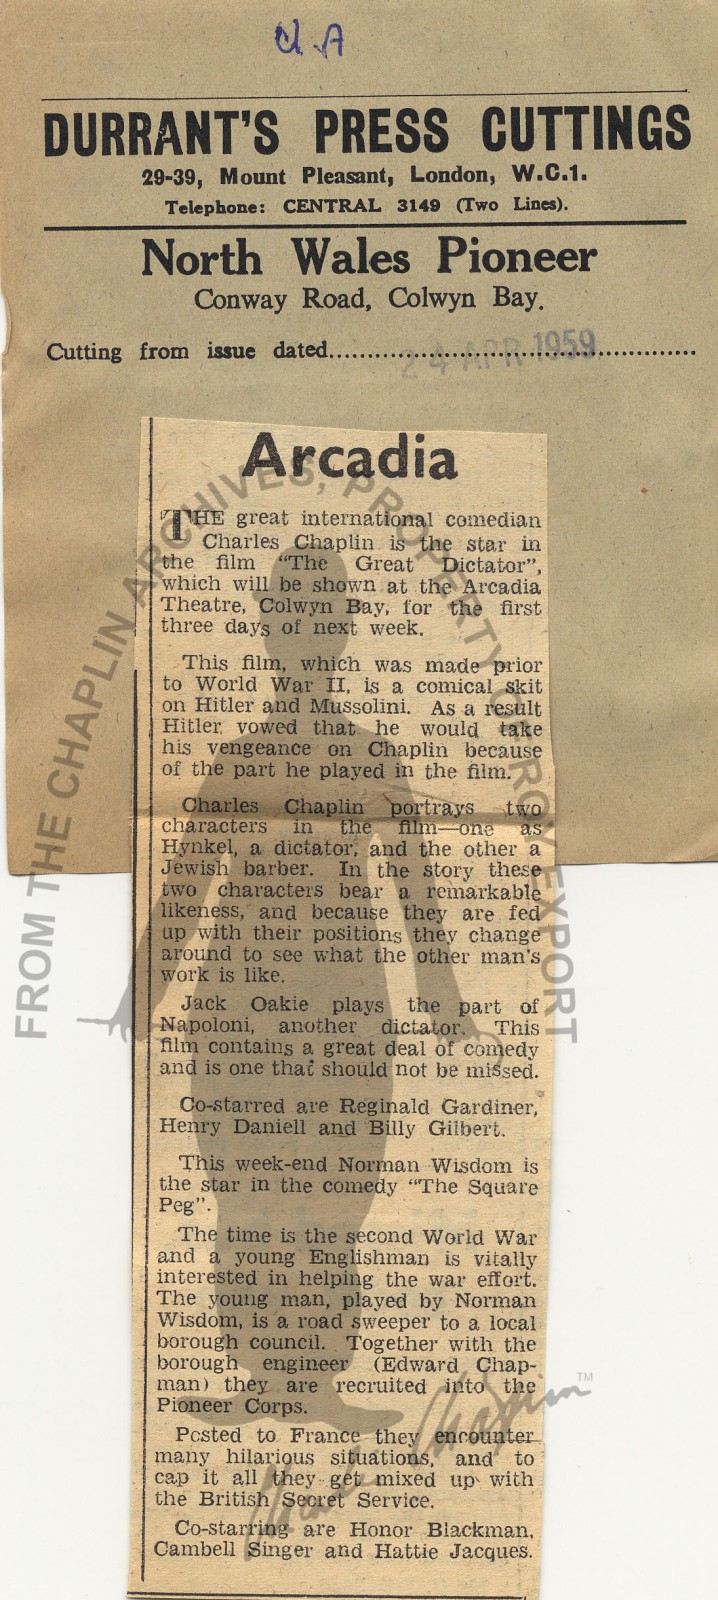 U.A
DURRANT'S PRESS CUTTINGS
29-39, Mount Pleasant, London, W.C.1.
Telephone: CENTRAL 3149 (Two Lines).
North Wales Pioneer
Conway Road, Colwyn Bay.
Cutting from issue dated
24 APR 1959
Arcadia
THE great international comedian
Charles Chaplin is the star in
the film "The Great Dictator",
which will be shown at the Arcadia
Theatre, Colwyn Bay, for the first
three days of next week.
This film, which was made prior
to World War II, is a comical skit
on Hitler and Mussolini. As a result
Hitler vowed that he would take
his vengeance on Chaplin because
of the part he played in the film.
Charles Chaplin portrays two
characters in the film—one as
Hynkel, a dictator, and the other a
Jewish barber. In the story these
two characters bear a remarkable
likeness, and because they are fed
up with their positions they change
around to see what the other man's
work is like.
Jack Oakie plays the part of
Napoloni, another dictator. This
film contains a great deal of comedy
and is one that should not be missed.
Co-starred are Reginald Gardiner,
Henry Daniell and Billy Gilbert.
This week-end Norman Wisdom is
the star in the comedy "The Square
Peg".
The time is the second World War
and a young Englishman is vitally
interested in helping the war effort.
The young man, played by Norman
Wisdom, is a road sweeper to a local
borough council. Together with the
borough engineer (Edward Chap-
man) they are recruited into the
Pioneer Corps.
Posted to France they encounter
many hilarious situations, and to
cap it all they get mixed up with
the British Secret Service.
Co-starring are Honor Blackman,
Cambell Singer and Hattie Jacques.
FROM THE CHAPLIN ARCHIVES, PROPERTY OF ROY EXPORT
Charlie Chaplin TM